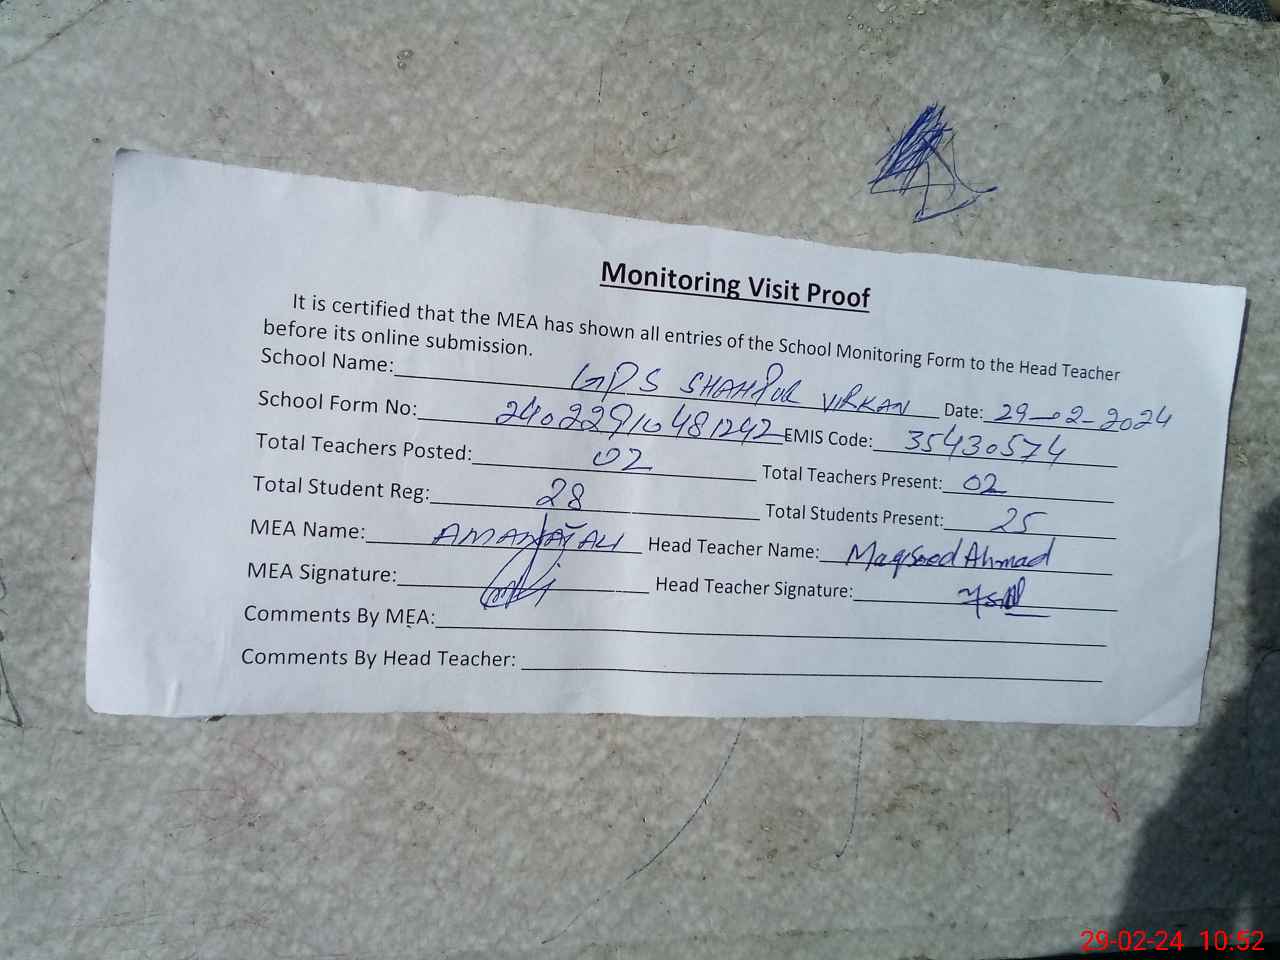 Monitoring Visit Proof
It is certified that the MEA has shown all entries of the School Monitoring Form to the Head Teacher
before its online submission.
School Name: GPS SHAHPUR VIRKAN Date: 29-02-2024
School Form No: 24022910481242 EMIS Code: 35430574
Total Teachers Posted: 02 Total Teachers Present: 02
Total Student Reg: 28 Total Students Present: 25
MEA Name: AMANAT ALI Head Teacher Name: Maqsood Ahmad
MEA Signature: Head Teacher Signature:
Comments By MEA:
Comments By Head Teacher:
29-02-24 10:52